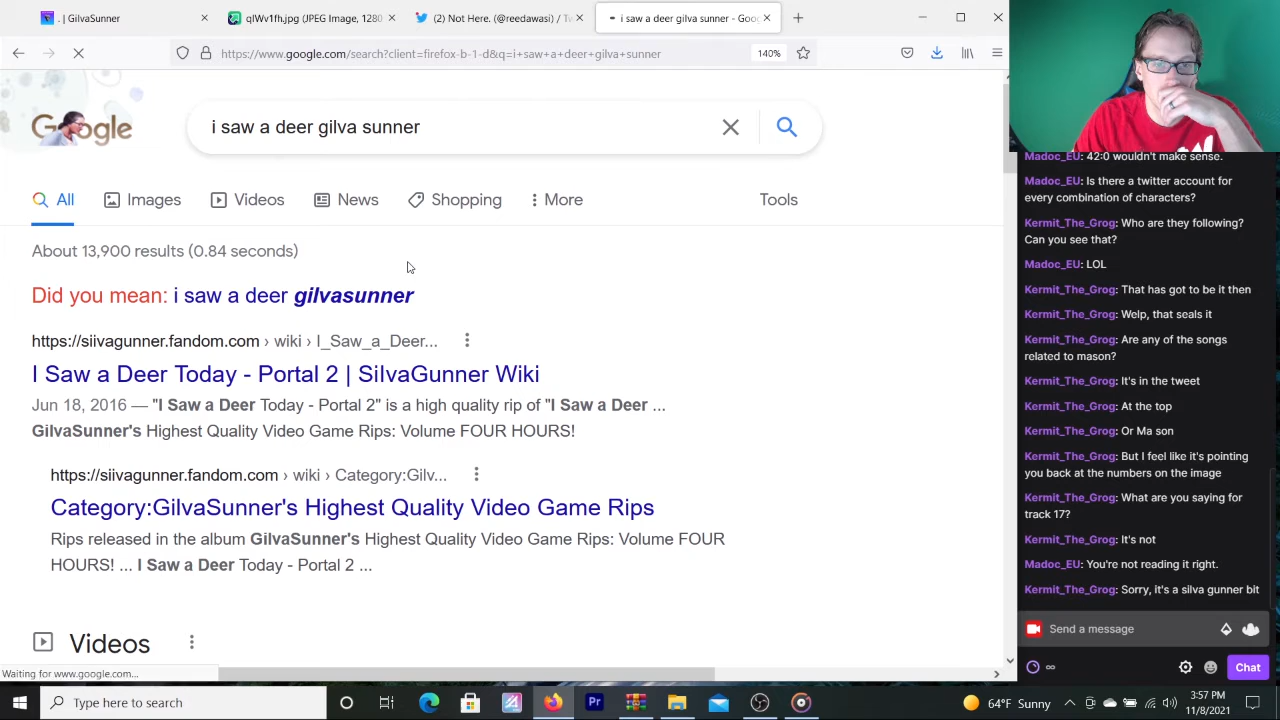 . | GilvaSunner
qlWv1fh.jpg (JPEG Image, 1280
(2) Not Here. (@reedawasi) / Tw
i saw a deer gilva sunner - Goo
https://www.google.com/search?client=firefox-b-1-d&q=i+saw+a+deer+gilva+sunner
140%
Google
i saw a deer gilva sunner
All
Images
Videos
News
Shopping
More
Tools
About 13,900 results (0.84 seconds)
Did you mean: i saw a deer gilvasunner
https://siivagunner.fandom.com › wiki › I_Saw_a_Deer...
I Saw a Deer Today - Portal 2 | SiIvaGunner Wiki
Jun 18, 2016 — "I Saw a Deer Today - Portal 2" is a high quality rip of "I Saw a Deer ...
GilvaSunner's Highest Quality Video Game Rips: Volume FOUR HOURS!
https://siivagunner.fandom.com › wiki › Category:Gilv...
Category:GilvaSunner's Highest Quality Video Game Rips
Rips released in the album GilvaSunner's Highest Quality Video Game Rips: Volume FOUR
HOURS! ... I Saw a Deer Today - Portal 2 ...
Videos
Waiting for www.google.com...
Madoc_EU: 42:0 wouldn't make sense.
Madoc_EU: Is there a twitter account for
every combination of characters?
Kermit_The_Grog: Who are they following?
Can you see that?
Madoc_EU: LOL
Kermit_The_Grog: That has got to be it then
Kermit_The_Grog: Welp, that seals it
Kermit_The_Grog: Are any of the songs
related to mason?
Kermit_The_Grog: It's in the tweet
Kermit_The_Grog: At the top
Kermit_The_Grog: Or Ma son
Kermit_The_Grog: But I feel like it's pointing
you back at the numbers on the image
Kermit_The_Grog: What are you saying for
track 17?
Kermit_The_Grog: It's not
Madoc_EU: You're not reading it right.
Kermit_The_Grog: Sorry, it's a silva gunner bit
Send a message
∞
Chat
Type here to search
Pr
64°F Sunny
3:57 PM
11/8/2021